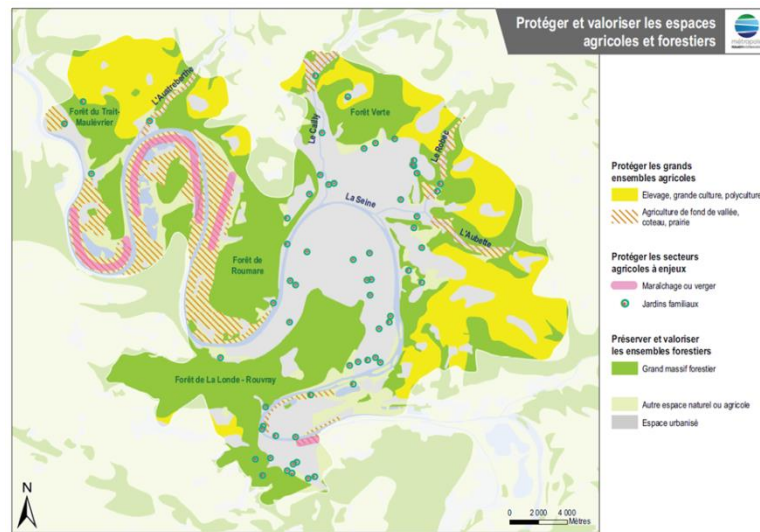 Protéger et valoriser les espaces
agricoles et forestiers
métropole
L'Austreberthe
Forêt du Trait-
Maulévrier
Le Cailly
Forêt Verte
Le Robec
La Seine
L'Aubette
Forêt de
Roumare
Forêt de La Londe - Rouvray
N
0 2 000 4 000
Mètres
Protéger les grands
ensembles agricoles
Elevage, grande culture, polyculture
Agriculture de fond de vallée,
coteau, prairie
Protéger les secteurs
agricoles à enjeux
Maraîchage ou verger
Jardins familiaux
Préserver et valoriser
les ensembles forestiers
Grand massif forestier
Autre espace naturel ou agricole
Espace urbanisé